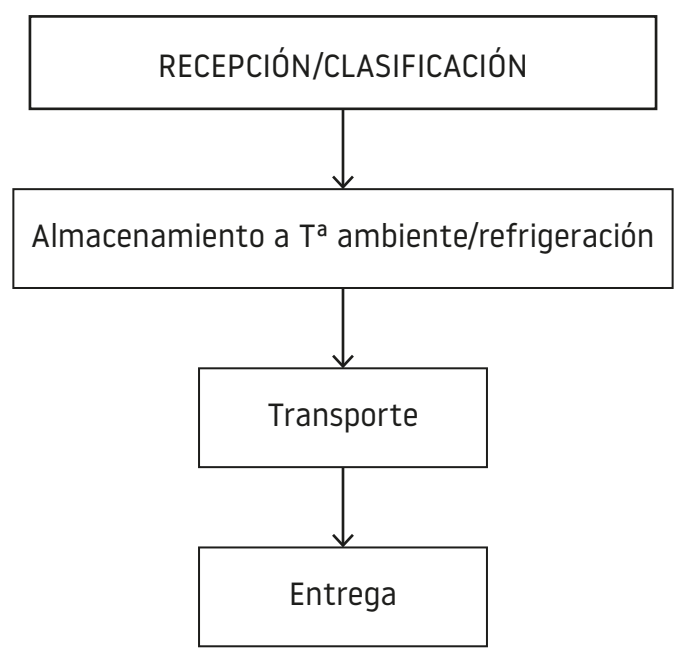 RECEPCIÓN/CLASIFICACIÓN
Almacenamiento a Tª ambiente/refrigeración
Transporte
Entrega